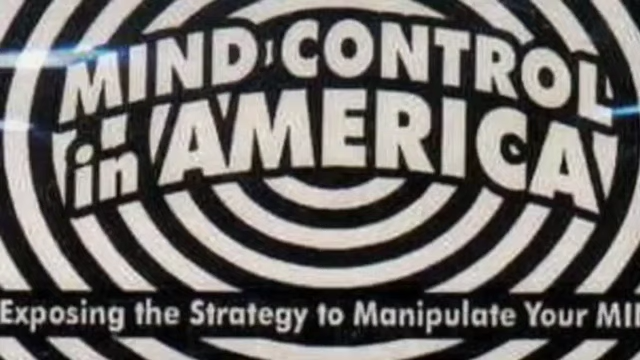 MIND CONTROL
in AMERICA
Exposing the Strategy to Manipulate Your